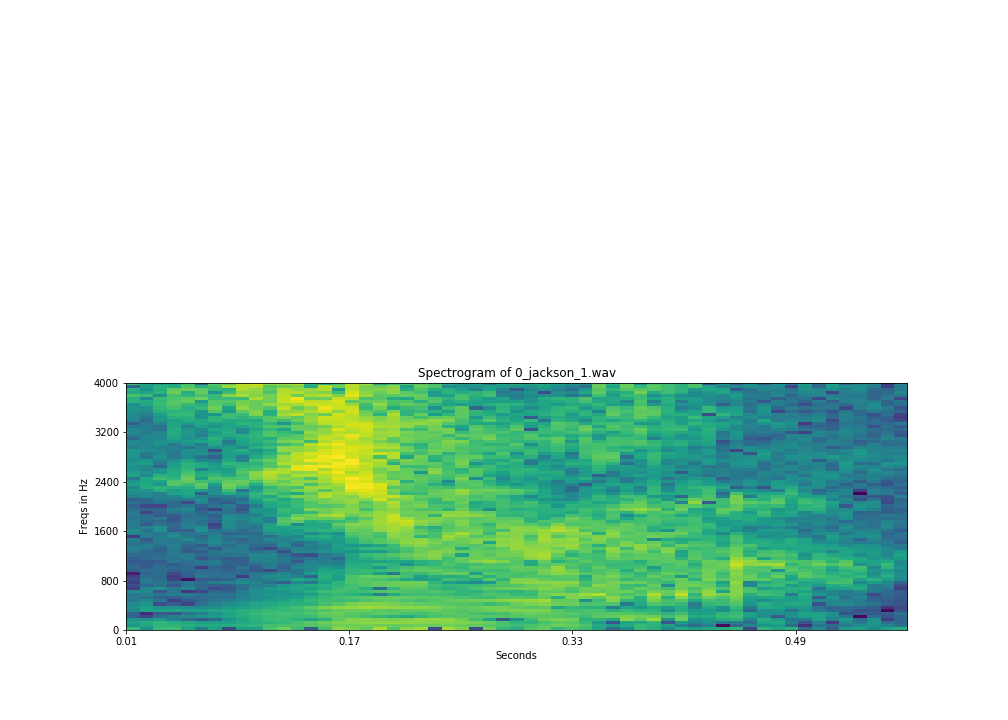 Spectrogram of 0_jackson_1.wav
4000
3200
2400
1600
800
0
Freqs in Hz
0.01 0.17 0.33 0.49
Seconds